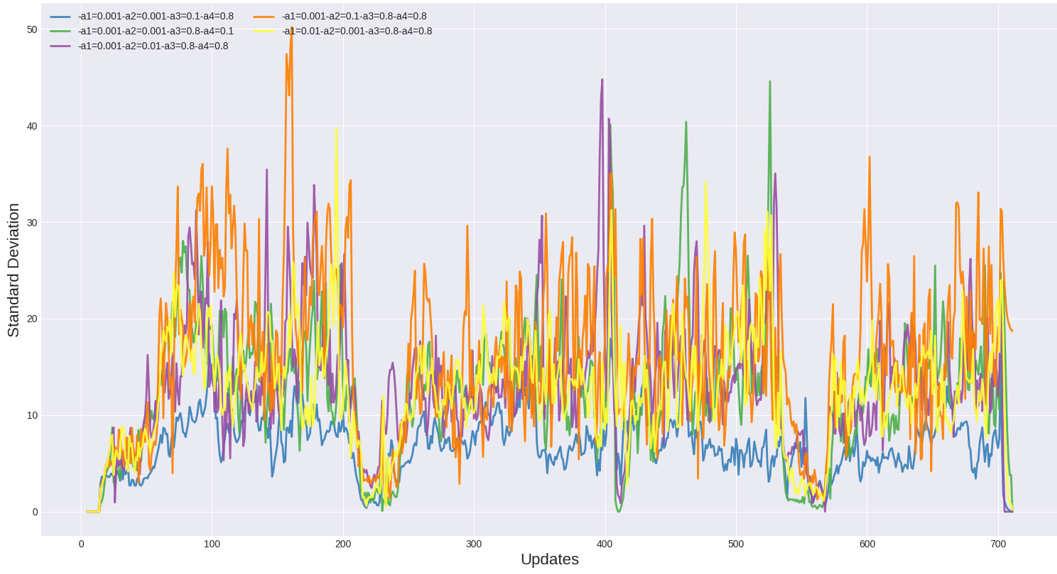 -a1=0.001-a2=0.001-a3=0.1-a4=0.8
-a1=0.001-a2=0.001-a3=0.8-a4=0.1
-a1=0.001-a2=0.01-a3=0.8-a4=0.8
-a1=0.001-a2=0.1-a3=0.8-a4=0.8
-a1=0.01-a2=0.001-a3=0.8-a4=0.8
Standard Deviation
50
40
30
20
10
0
0 100 200 300 400 500 600 700
Updates